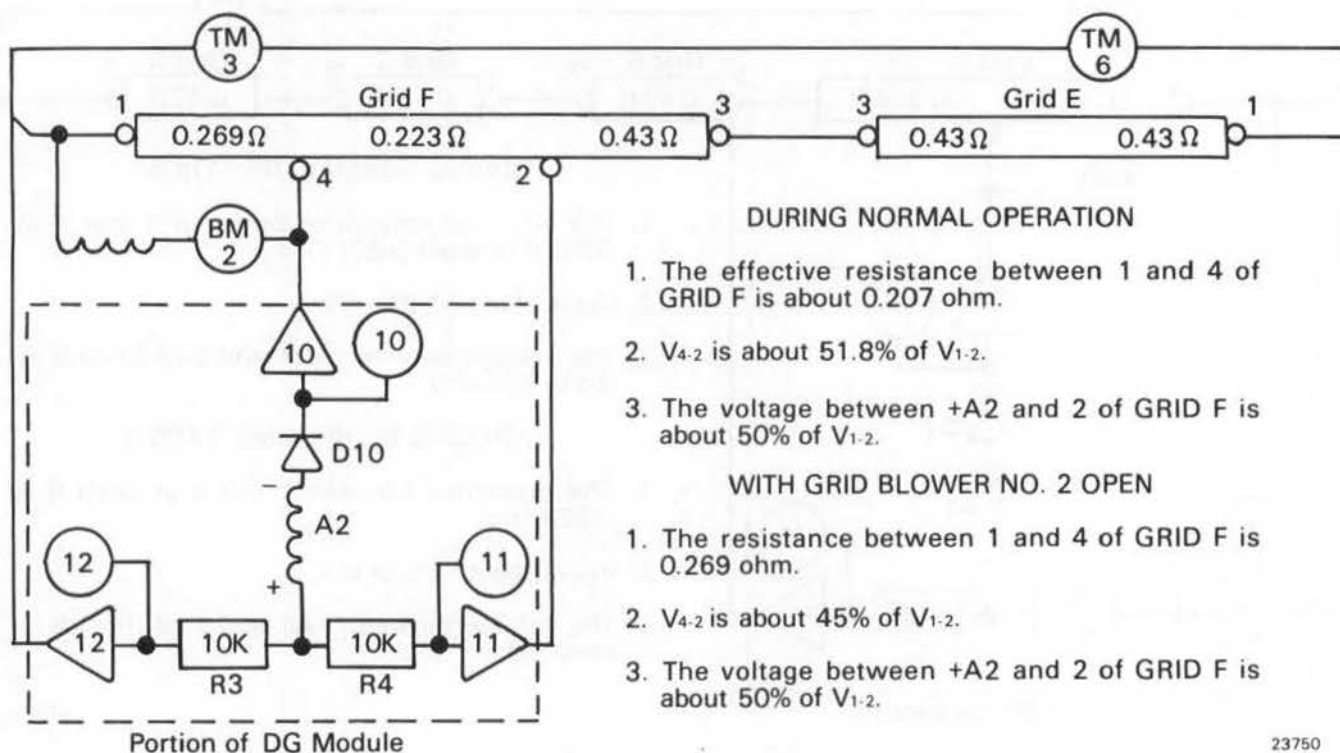 TM
3
TM
6
1
Grid F
3
3
Grid E
1
0.269Ω
0.223Ω
0.43Ω
0.43Ω
0.43Ω
4
2
BM
2
DURING NORMAL OPERATION
1. The effective resistance between 1 and 4 of
GRID F is about 0.207 ohm.
2. V4-2 is about 51.8% of V1-2.
3. The voltage between +A2 and 2 of GRID F is
about 50% of V1-2.
WITH GRID BLOWER NO. 2 OPEN
1. The resistance between 1 and 4 of GRID F is
0.269 ohm.
2. V4-2 is about 45% of V1-2.
3. The voltage between +A2 and 2 of GRID F is
about 50% of V1-2.
10
10
D10
−
A2
+
12
11
12
10K
10K
11
R3
R4
Portion of DG Module
23750